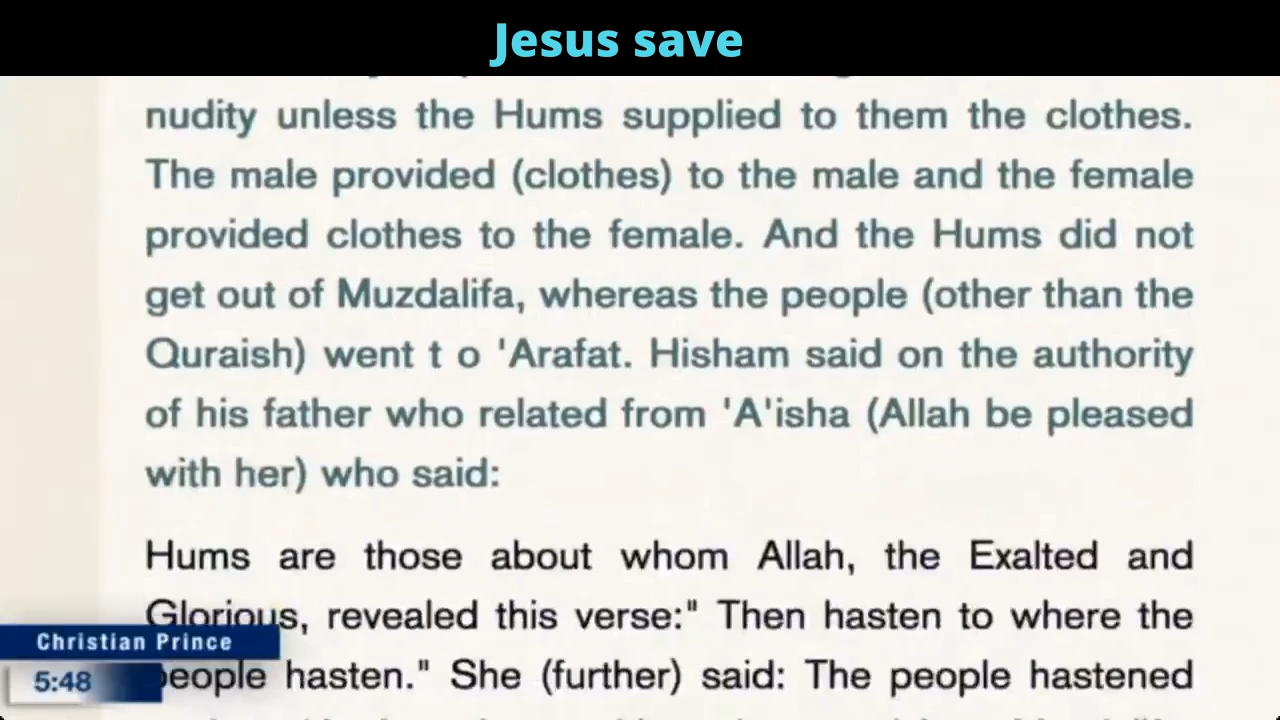 Jesus save
nudity unless the Hums supplied to them the clothes.
The male provided (clothes) to the male and the female
provided clothes to the female. And the Hums did not
get out of Muzdalifa, whereas the people (other than the
Quraish) went t o 'Arafat. Hisham said on the authority
of his father who related from 'A'isha (Allah be pleased
with her) who said:
Hums are those about whom Allah, the Exalted and
Glorious, revealed this verse:" Then hasten to where the
people hasten." She (further) said: The people hastened
Christian Prince
5:48